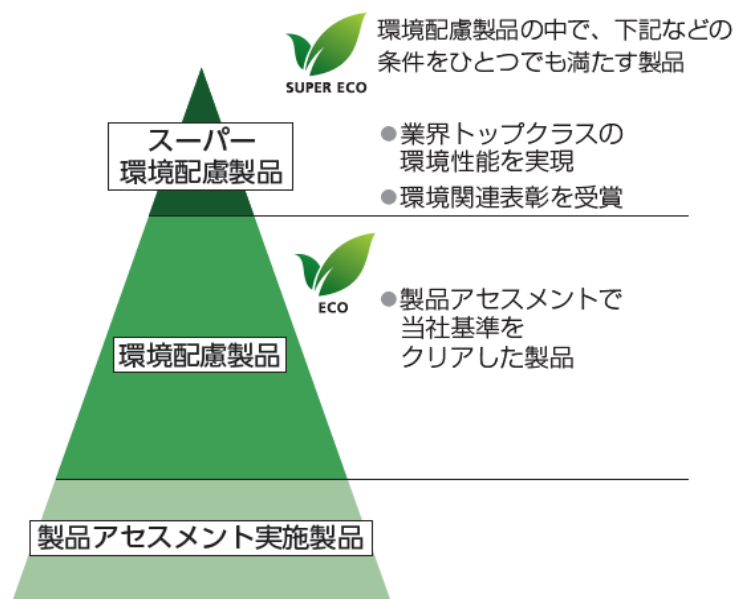 環境配慮製品の中で、下記などの
条件をひとつでも満たす製品
SUPER ECO
スーパー
環境配慮製品
●業界トップクラスの
環境性能を実現
●環境関連表彰を受賞
ECO
●製品アセスメントで
当社基準を
クリアした製品
環境配慮製品
製品アセスメント実施製品